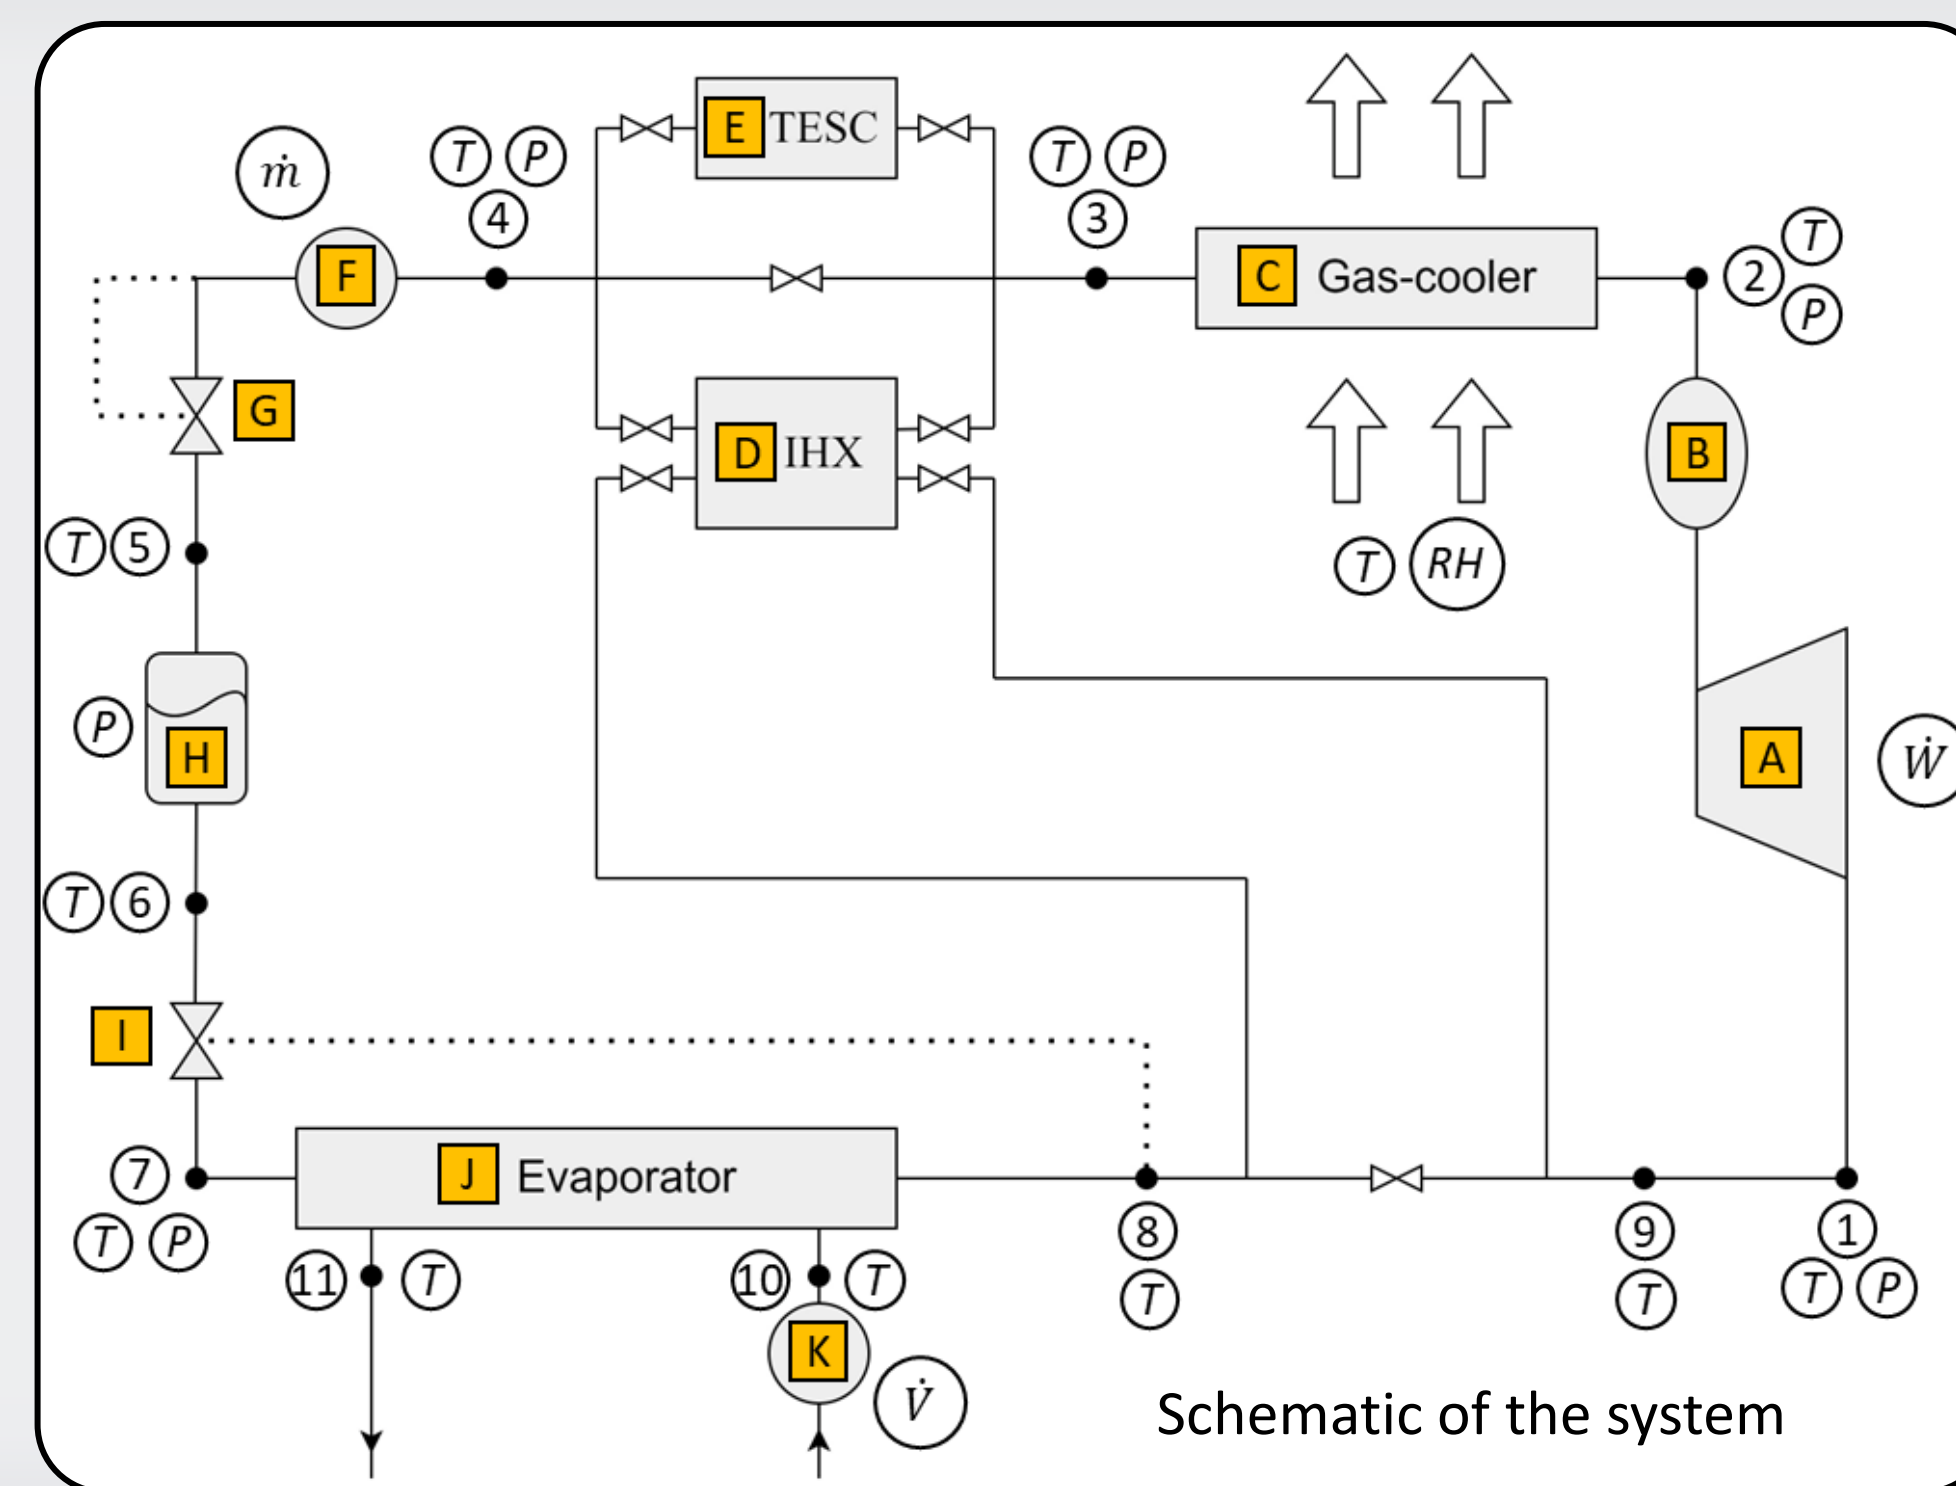 E TESC
ṁ
T P
4
T P
3
F
C Gas-cooler
2 T
P
G
D IHX
B
T 5
T RH
P
H
A
Ẇ
T 6
I
7
T P
J Evaporator
8
T
9
T
1
T P
11 T
10 T
K
V̇
Schematic of the system